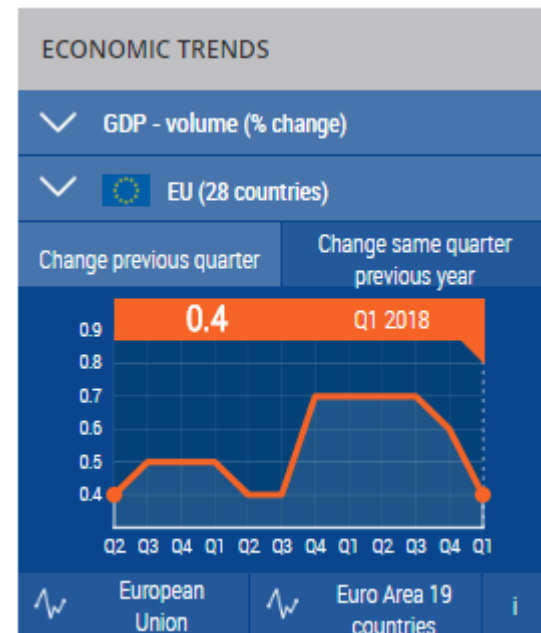 ECONOMIC TRENDS
GDP - volume (% change)
EU (28 countries)
Change previous quarter
Change same quarter
previous year
0.4
Q1 2018
0.9
0.8
0.7
0.6
0.5
0.4
Q2 Q3 Q4 Q1 Q2 Q3 Q4 Q1 Q2 Q3 Q4 Q1
European
Union
Euro Area 19
countries
i